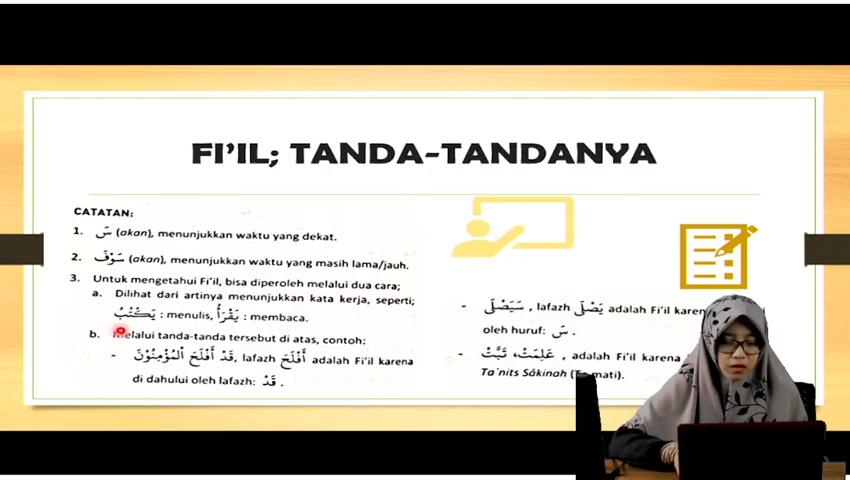 FI'IL; TANDA-TANDANYA
CATATAN:
1. سَ (akan), menunjukkan waktu yang dekat.
2. سَوْفَ (akan), menunjukkan waktu yang masih lama/jauh.
3. Untuk mengetahui Fi'il, bisa diperoleh melalui dua cara;
a. Dilihat dari artinya menunjukkan kata kerja, seperti;
يَكْتُبُ : menulis, يَقْرَأُ : membaca.
b. Melalui tanda-tanda tersebut di atas, contoh:
- قَدْ أَفْلَحَ الْمُؤْمِنُوْنَ, lafazh أَفْلَحَ adalah Fi'il karena
di dahului oleh lafazh: قَدْ .
- سَيَصْلَى , lafazh يَصْلَى adalah Fi'il
oleh huruf: سَ .
- عَلِمَتْ، تَبَّتْ , adalah Fi'il karena
Ta`nits Sâkinah mati).